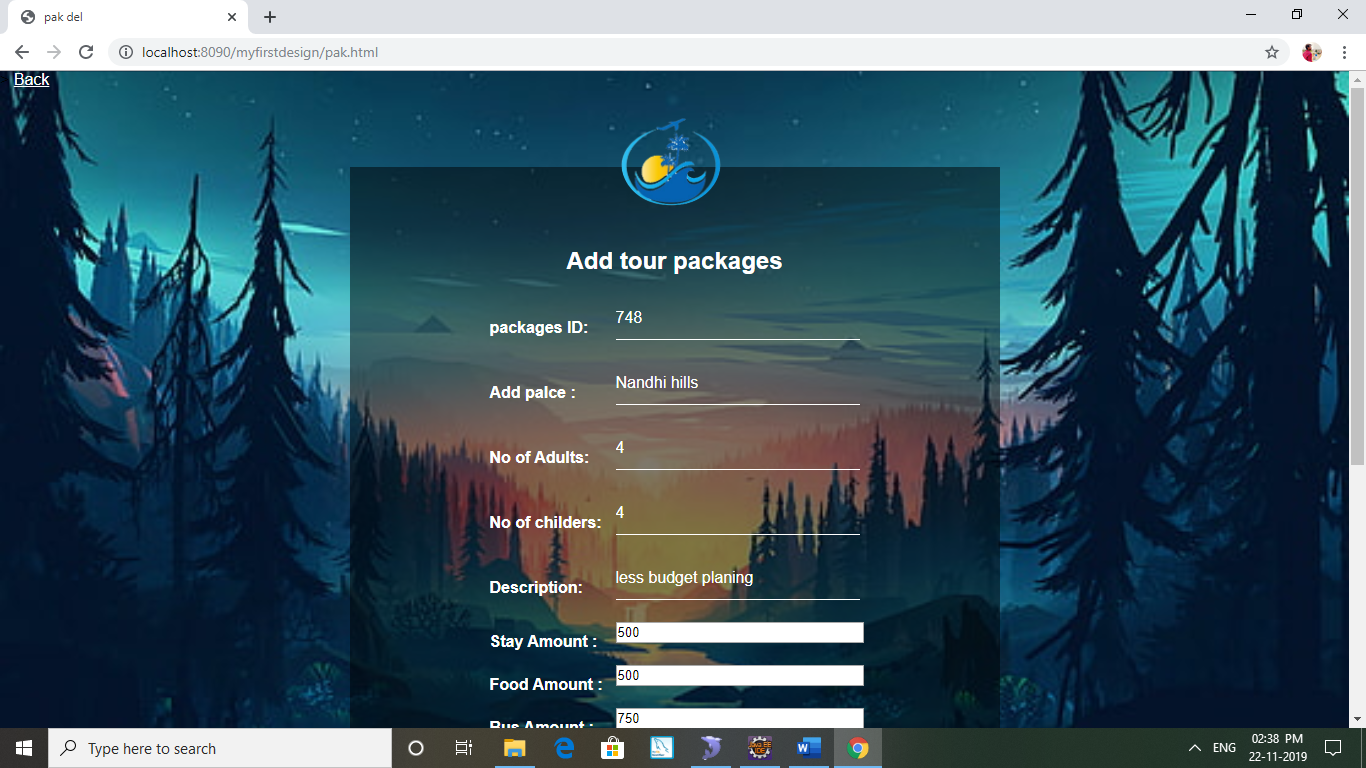 pak del
localhost:8090/myfirstdesign/pak.html
Back
Add tour packages
packages ID: 748
Add palce : Nandhi hills
No of Adults: 4
No of childers: 4
Description: less budget planing
Stay Amount : 500
Food Amount : 500
Bus Amount : 750
Type here to search
ENG
02:38 PM
22-11-2019